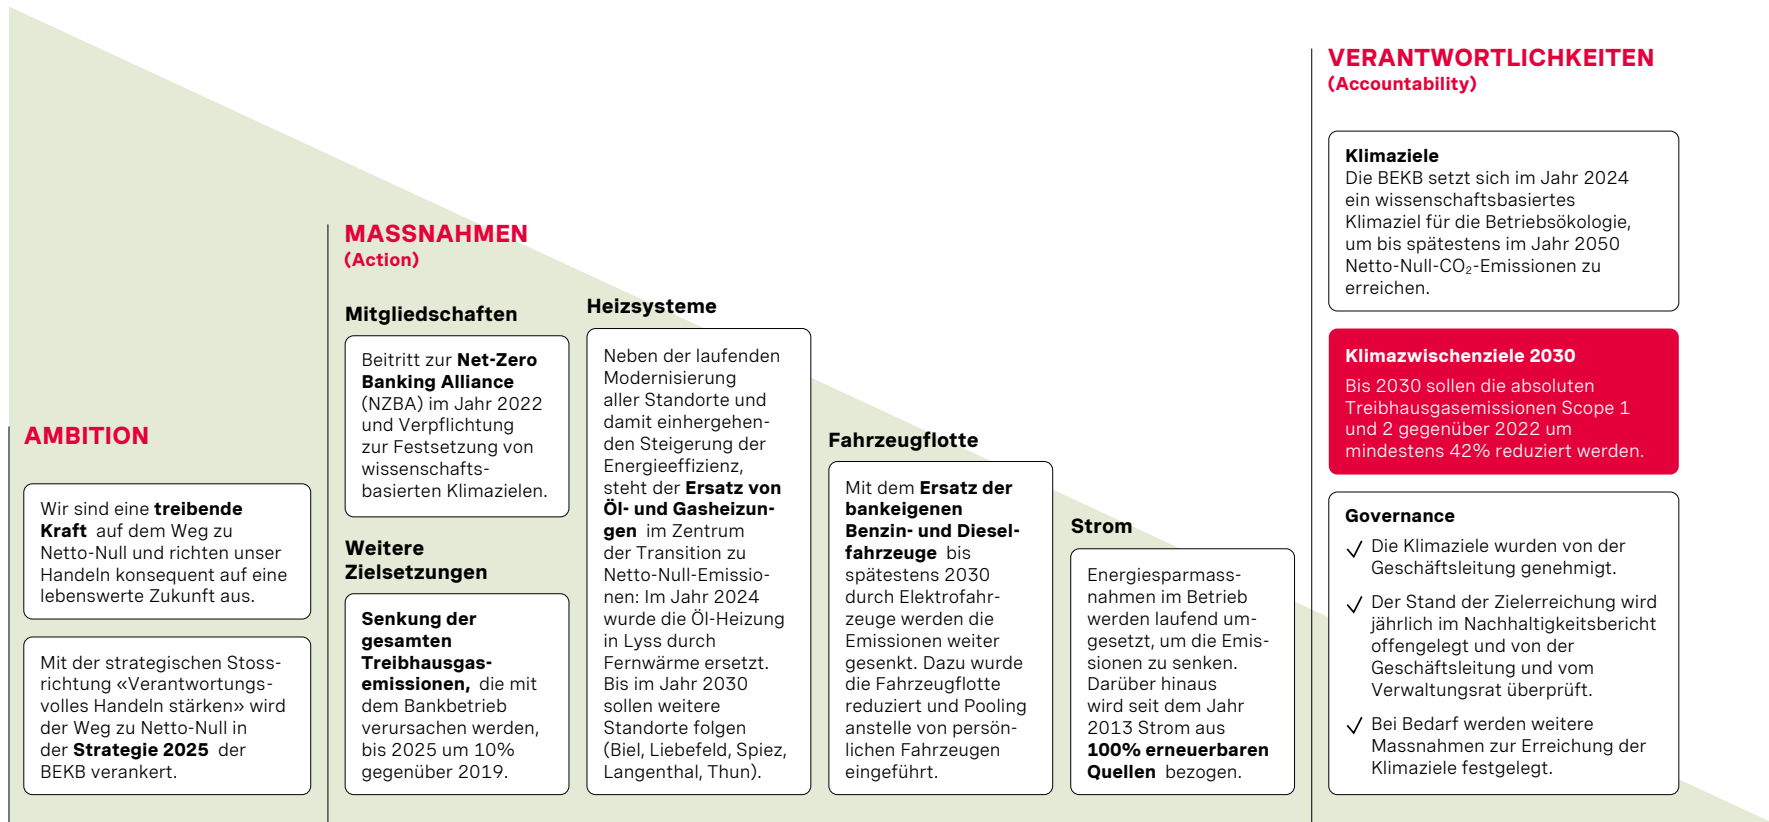 AMBITION
Wir sind eine treibende
Kraft auf dem Weg zu
Netto-Null und richten unser
Handeln konsequent auf eine
lebenswerte Zukunft aus.
Mit der strategischen Stoss-
richtung «Verantwortungs-
volles Handeln stärken» wird
der Weg zu Netto-Null in
der Strategie 2025 der
BEKB verankert.
MASSNAHMEN
(Action)
Mitgliedschaften
Beitritt zur Net-Zero
Banking Alliance
(NZBA) im Jahr 2022
und Verpflichtung
zur Festsetzung von
wissenschafts-
basierten Klimazielen.
Weitere
Zielsetzungen
Senkung der
gesamten
Treibhausgas-
emissionen, die mit
dem Bankbetrieb
verursachen werden,
bis 2025 um 10%
gegenüber 2019.
Heizsysteme
Neben der laufenden
Modernisierung
aller Standorte und
damit einhergehen-
den Steigerung der
Energieeffizienz,
steht der Ersatz von
Öl- und Gasheizun-
gen im Zentrum
der Transition zu
Netto-Null-Emissio-
nen: Im Jahr 2024
wurde die Öl-Heizung
in Lyss durch
Fernwärme ersetzt.
Bis im Jahr 2030
sollen weitere
Standorte folgen
(Biel, Liebefeld, Spiez,
Langenthal, Thun).
Fahrzeugflotte
Mit dem Ersatz der
bankeigenen
Benzin- und Diesel-
fahrzeuge bis
spätestens 2030
durch Elektrofahr-
zeuge werden die
Emissionen weiter
gesenkt. Dazu wurde
die Fahrzeugflotte
reduziert und Pooling
anstelle von persön-
lichen Fahrzeugen
eingeführt.
Strom
Energiesparmass-
nahmen im Betrieb
werden laufend um-
gesetzt, um die Emis-
sionen zu senken.
Darüber hinaus
wird seit dem Jahr
2013 Strom aus
100% erneuerbaren
Quellen bezogen.
VERANTWORTLICHKEITEN
(Accountability)
Klimaziele
Die BEKB setzt sich im Jahr 2024
ein wissenschaftsbasiertes
Klimaziel für die Betriebsökologie,
um bis spätestens im Jahr 2050
Netto-Null-CO₂-Emissionen zu
erreichen.
Klimazwischenziele 2030
Bis 2030 sollen die absoluten
Treibhausgasemissionen Scope 1
und 2 gegenüber 2022 um
mindestens 42% reduziert werden.
Governance
✓ Die Klimaziele wurden von der
Geschäftsleitung genehmigt.
✓ Der Stand der Zielerreichung wird
jährlich im Nachhaltigkeitsbericht
offengelegt und von der
Geschäftsleitung und vom
Verwaltungsrat überprüft.
✓ Bei Bedarf werden weitere
Massnahmen zur Erreichung der
Klimaziele festgelegt.